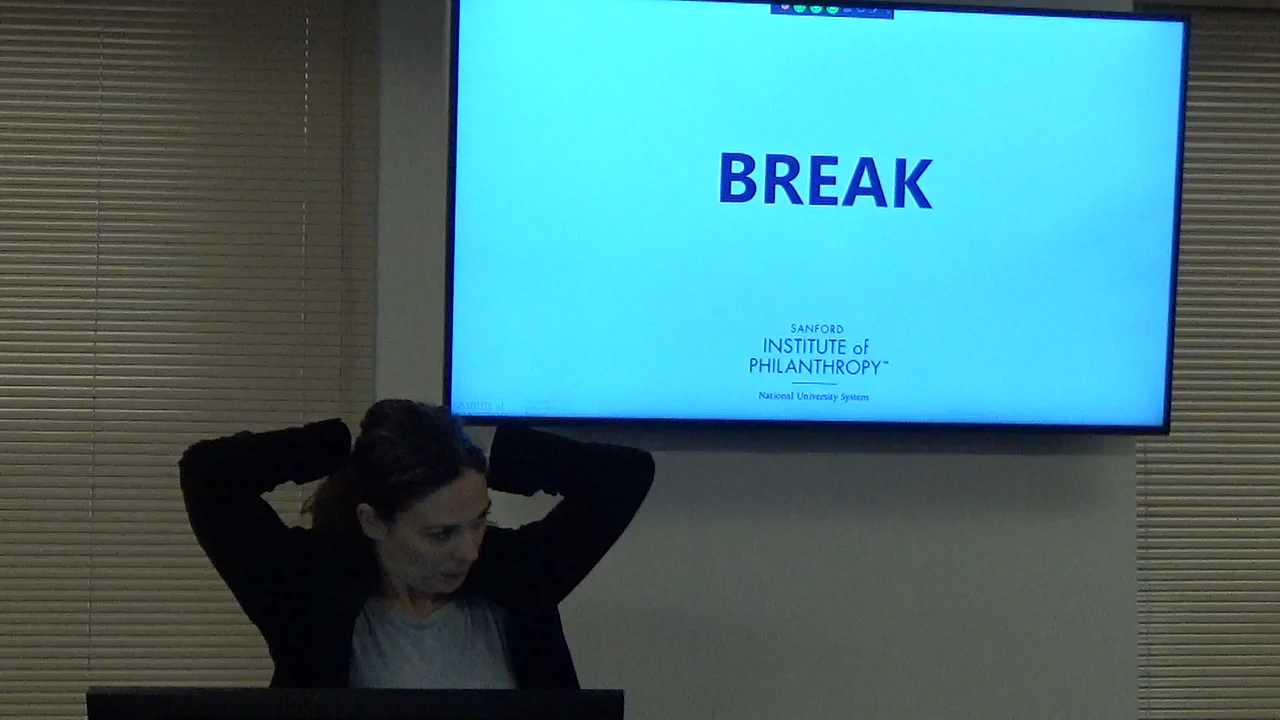 BREAK
SANFORD
INSTITUTE of
PHILANTHROPY™
National University System